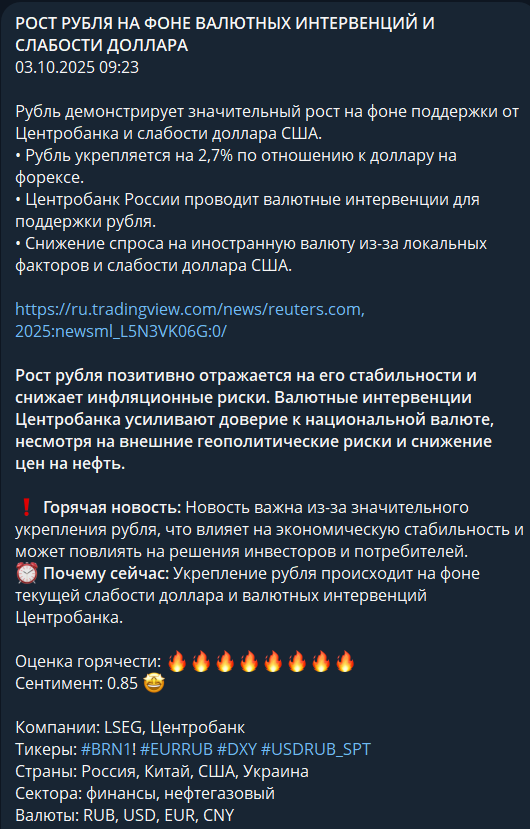 РОСТ РУБЛЯ НА ФОНЕ ВАЛЮТНЫХ ИНТЕРВЕНЦИЙ И
СЛАБОСТИ ДОЛЛАРА
03.10.2025 09:23
Рубль демонстрирует значительный рост на фоне поддержки от
Центробанка и слабости доллара США.
• Рубль укрепляется на 2,7% по отношению к доллару на
форексе.
• Центробанк России проводит валютные интервенции для
поддержки рубля.
• Снижение спроса на иностранную валюту из-за локальных
факторов и слабости доллара США.
https://ru.tradingview.com/news/reuters.com,
2025:newsml_L5N3VK06G:0/
Рост рубля позитивно отражается на его стабильности и
снижает инфляционные риски. Валютные интервенции
Центробанка усиливают доверие к национальной валюте,
несмотря на внешние геополитические риски и снижение
цен на нефть.
❗ Горячая новость: Новость важна из-за значительного
укрепления рубля, что влияет на экономическую стабильность и
может повлиять на решения инвесторов и потребителей.
⏰ Почему сейчас: Укрепление рубля происходит на фоне
текущей слабости доллара и валютных интервенций
Центробанка.
Оценка горячести: 🔥🔥🔥🔥🔥🔥🔥🔥
Сентимент: 0.85 🤩
Компании: LSEG, Центробанк
Тикеры: #BRN1! #EURRUB #DXY #USDRUB_SPT
Страны: Россия, Китай, США, Украина
Сектора: финансы, нефтегазовый
Валюты: RUB, USD, EUR, CNY